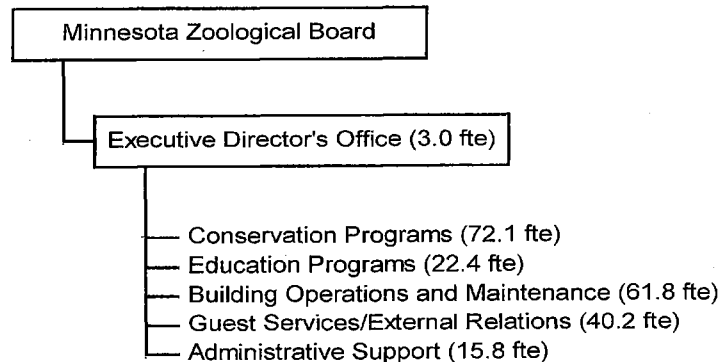 Minnesota Zoological Board
Executive Director's Office (3.0 fte)
Conservation Programs (72.1 fte)
Education Programs (22.4 fte)
Building Operations and Maintenance (61.8 fte)
Guest Services/External Relations (40.2 fte)
Administrative Support (15.8 fte)